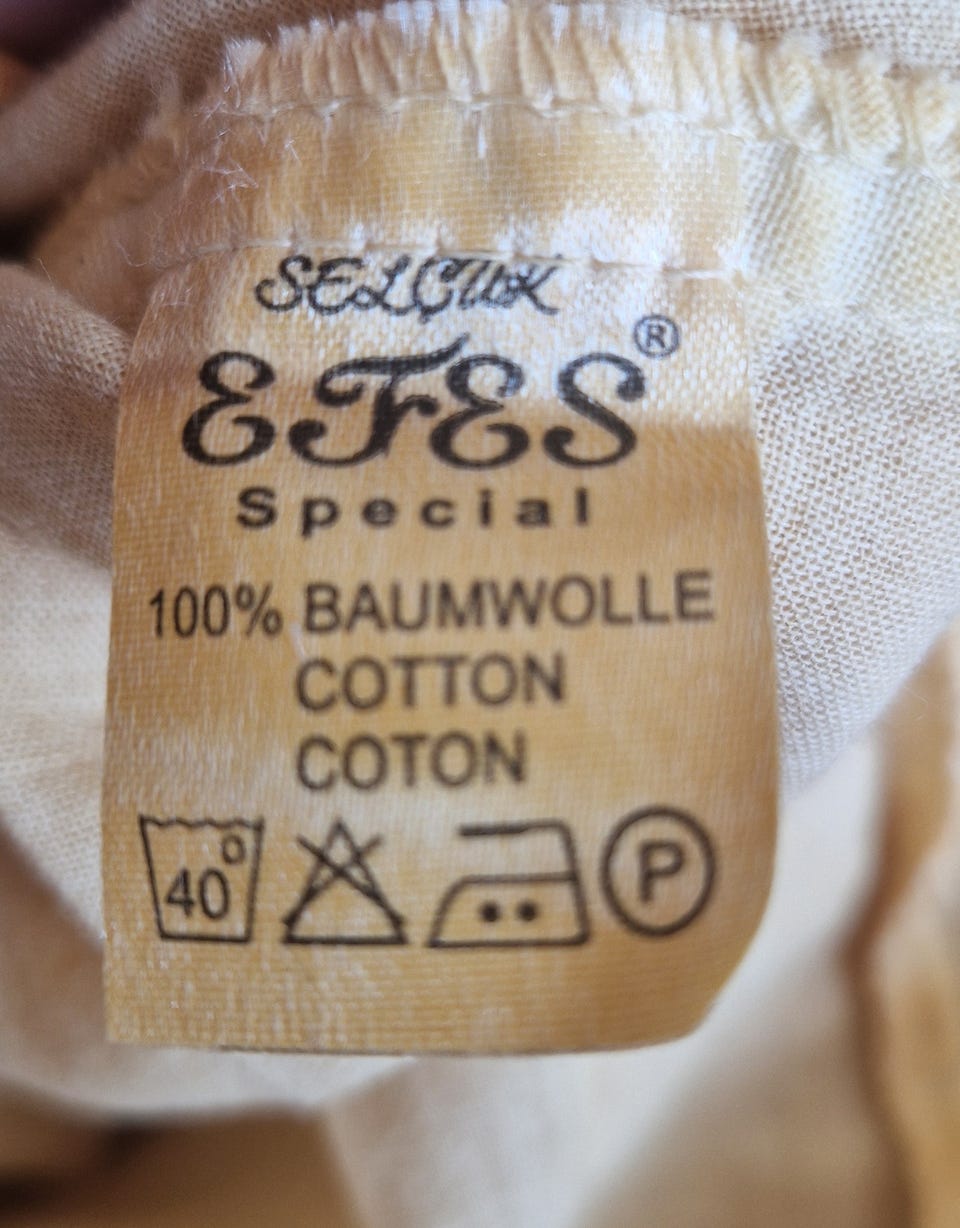 SELÇUK
EFES®
Special
100% BAUMWOLLE
COTTON
COTON
40° P